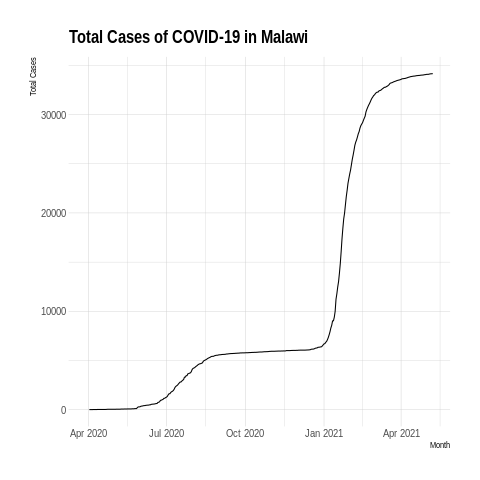 Total Cases of COVID-19 in Malawi
Total Cases
30000
20000
10000
0
Apr 2020
Jul 2020
Oct 2020
Jan 2021
Apr 2021
Month